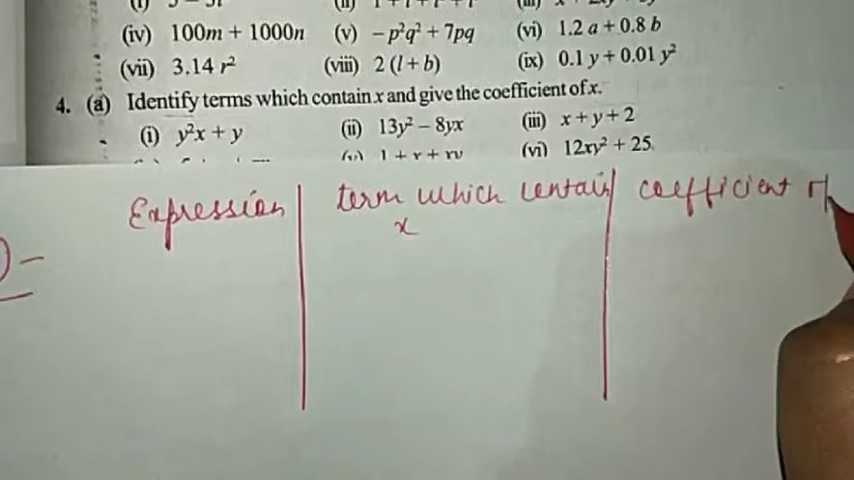 (iv) 100m + 1000n (v) – p²q² + 7pq (vi) 1.2 a + 0.8 b
(vii) 3.14 r² (viii) 2 (l + b) (ix) 0.1 y + 0.01 y²
4. (a) Identify terms which contain x and give the coefficient of x.
(i) y²x + y (ii) 13y² – 8yx (iii) x + y + 2
(vi) 12xy² + 25
Expression term which contain coefficient
x